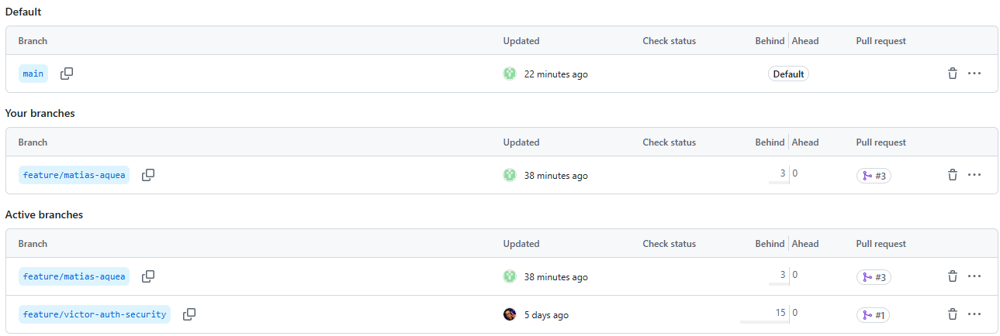 Default
Branch Updated Check status Behind Ahead Pull request
main 22 minutes ago Default
Your branches
Branch Updated Check status Behind Ahead Pull request
feature/matias-aquea 38 minutes ago 3 0 #3
Active branches
Branch Updated Check status Behind Ahead Pull request
feature/matias-aquea 38 minutes ago 3 0 #3
feature/victor-auth-security 5 days ago 15 0 #1